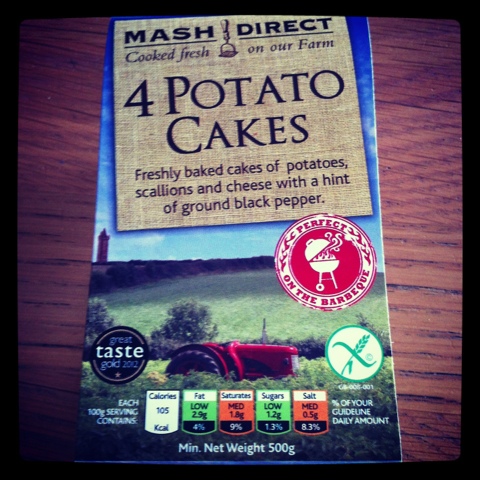 MASH DIRECT
Cooked fresh on our Farm
4 POTATO
CAKES
Freshly baked cakes of potatoes,
scallions and cheese with a hint
of ground black pepper.
PERFECT
ON THE BARBEQUE
great
taste
gold 2012
GB-008-001
EACH
100g SERVING
CONTAINS:
Calories
105
Kcal
Fat
LOW
2.9g
4%
Saturates
MED
1.8g
9%
Sugars
LOW
1.2g
1.3%
Salt
MED
0.5g
8.3%
% OF YOUR
GUIDELINE
DAILY AMOUNT
Min. Net Weight 500g